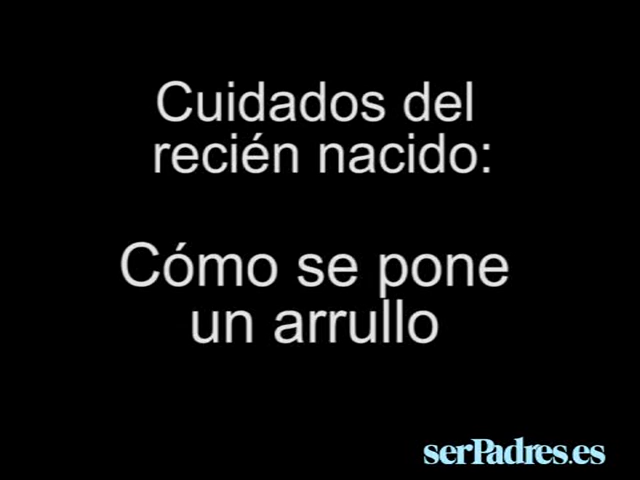 Cuidados del
recién nacido:
Cómo se pone
un arrullo
serPadres.es